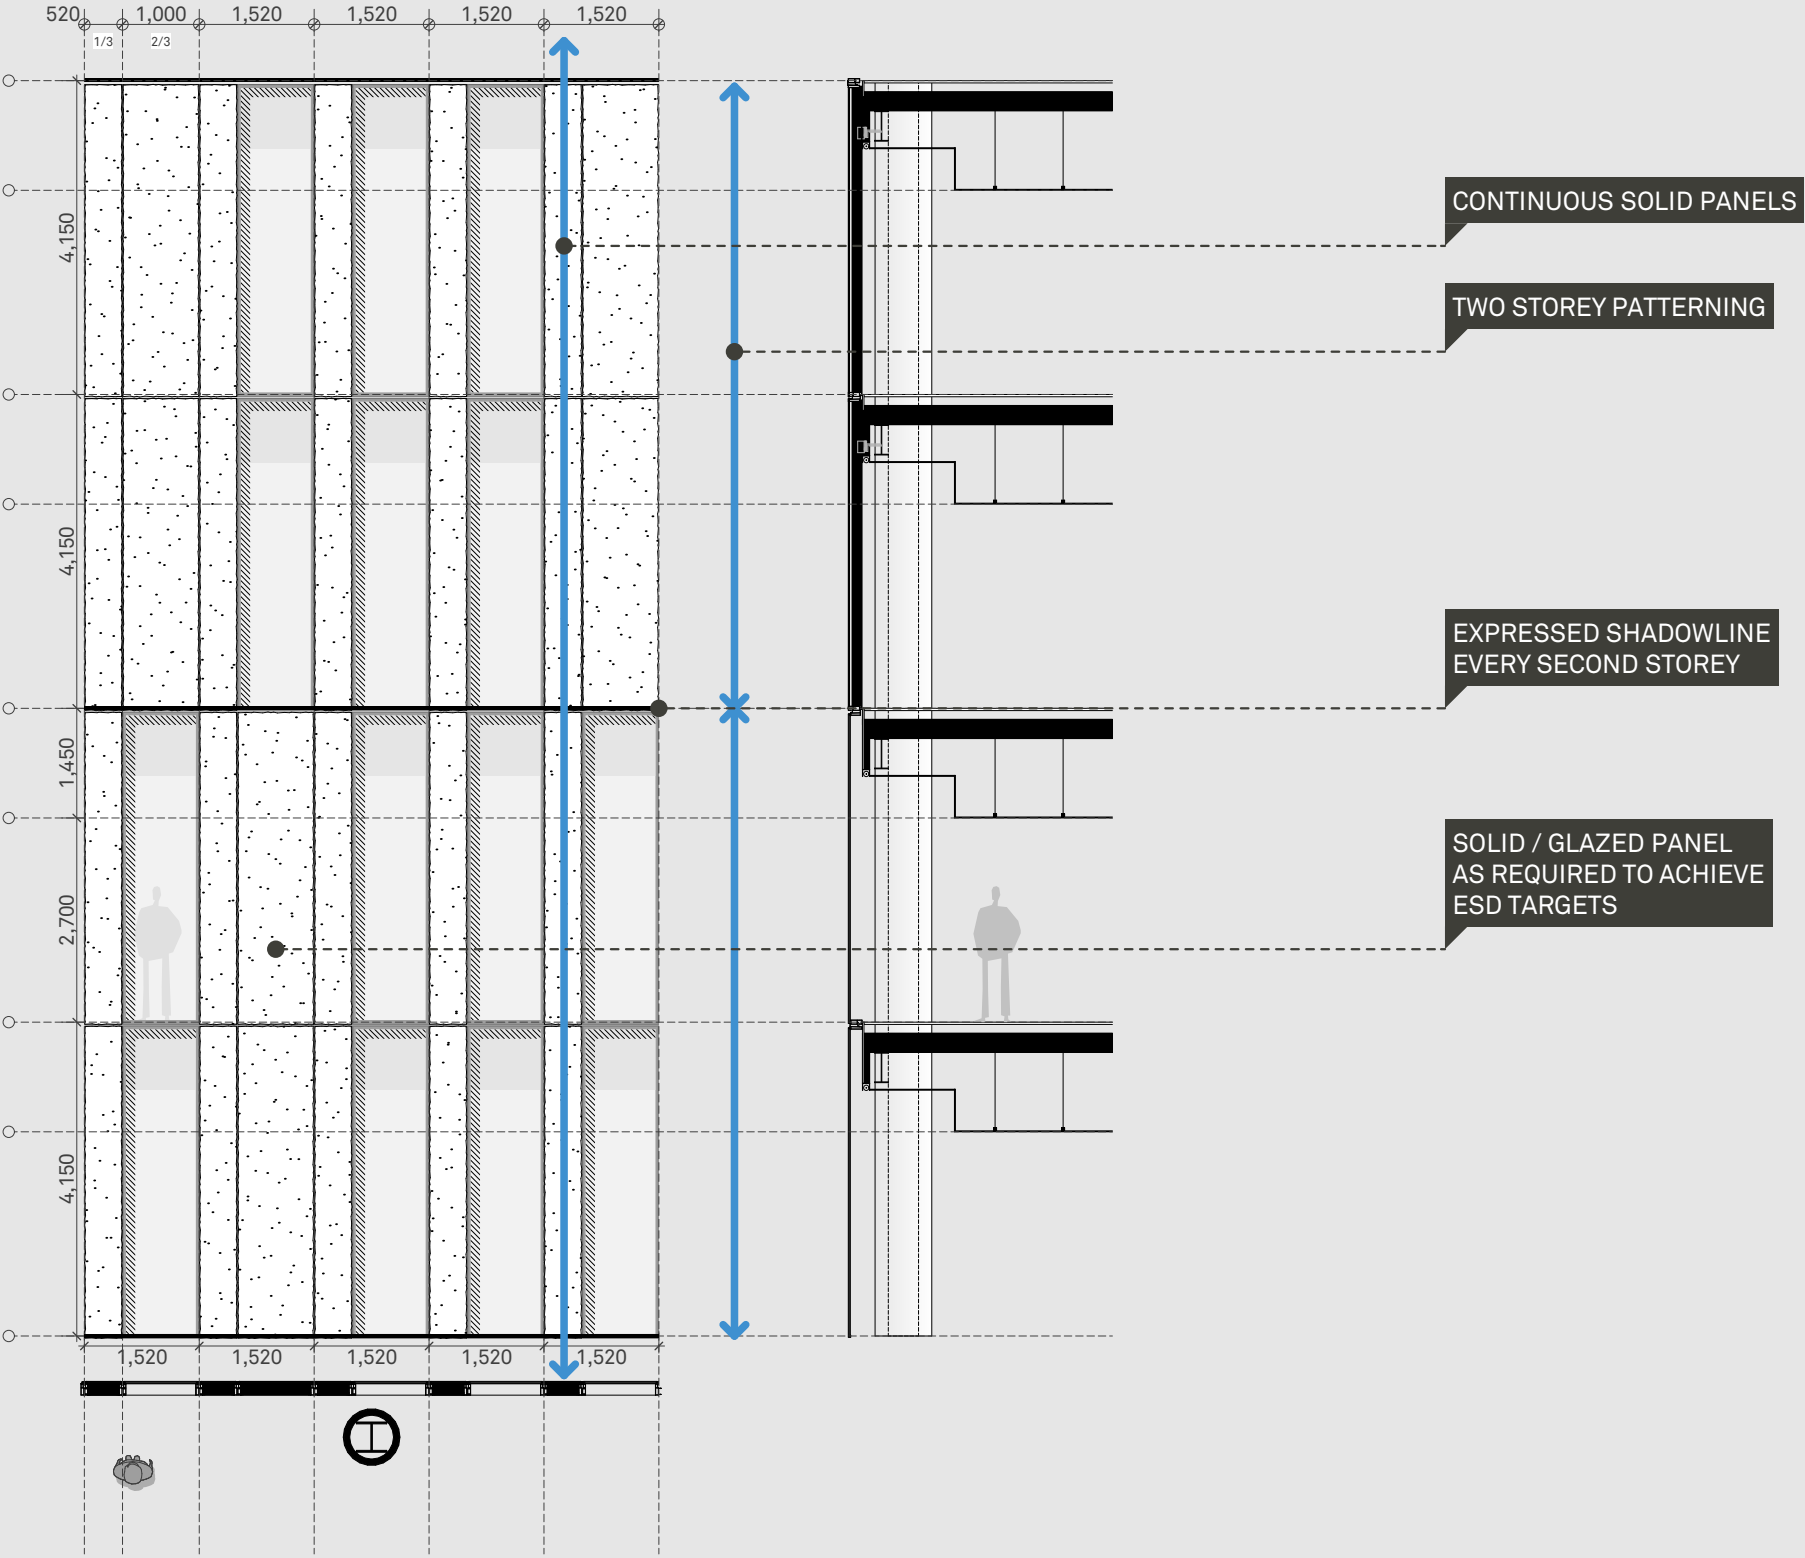 520 1,000 1,520 1,520 1,520 1,520
1/3 2/3
4,150
4,150
1,450
2,700
4,150
1,520 1,520 1,520 1,520 1,520
CONTINUOUS SOLID PANELS
TWO STOREY PATTERNING
EXPRESSED SHADOWLINE
EVERY SECOND STOREY
SOLID / GLAZED PANEL
AS REQUIRED TO ACHIEVE
ESD TARGETS